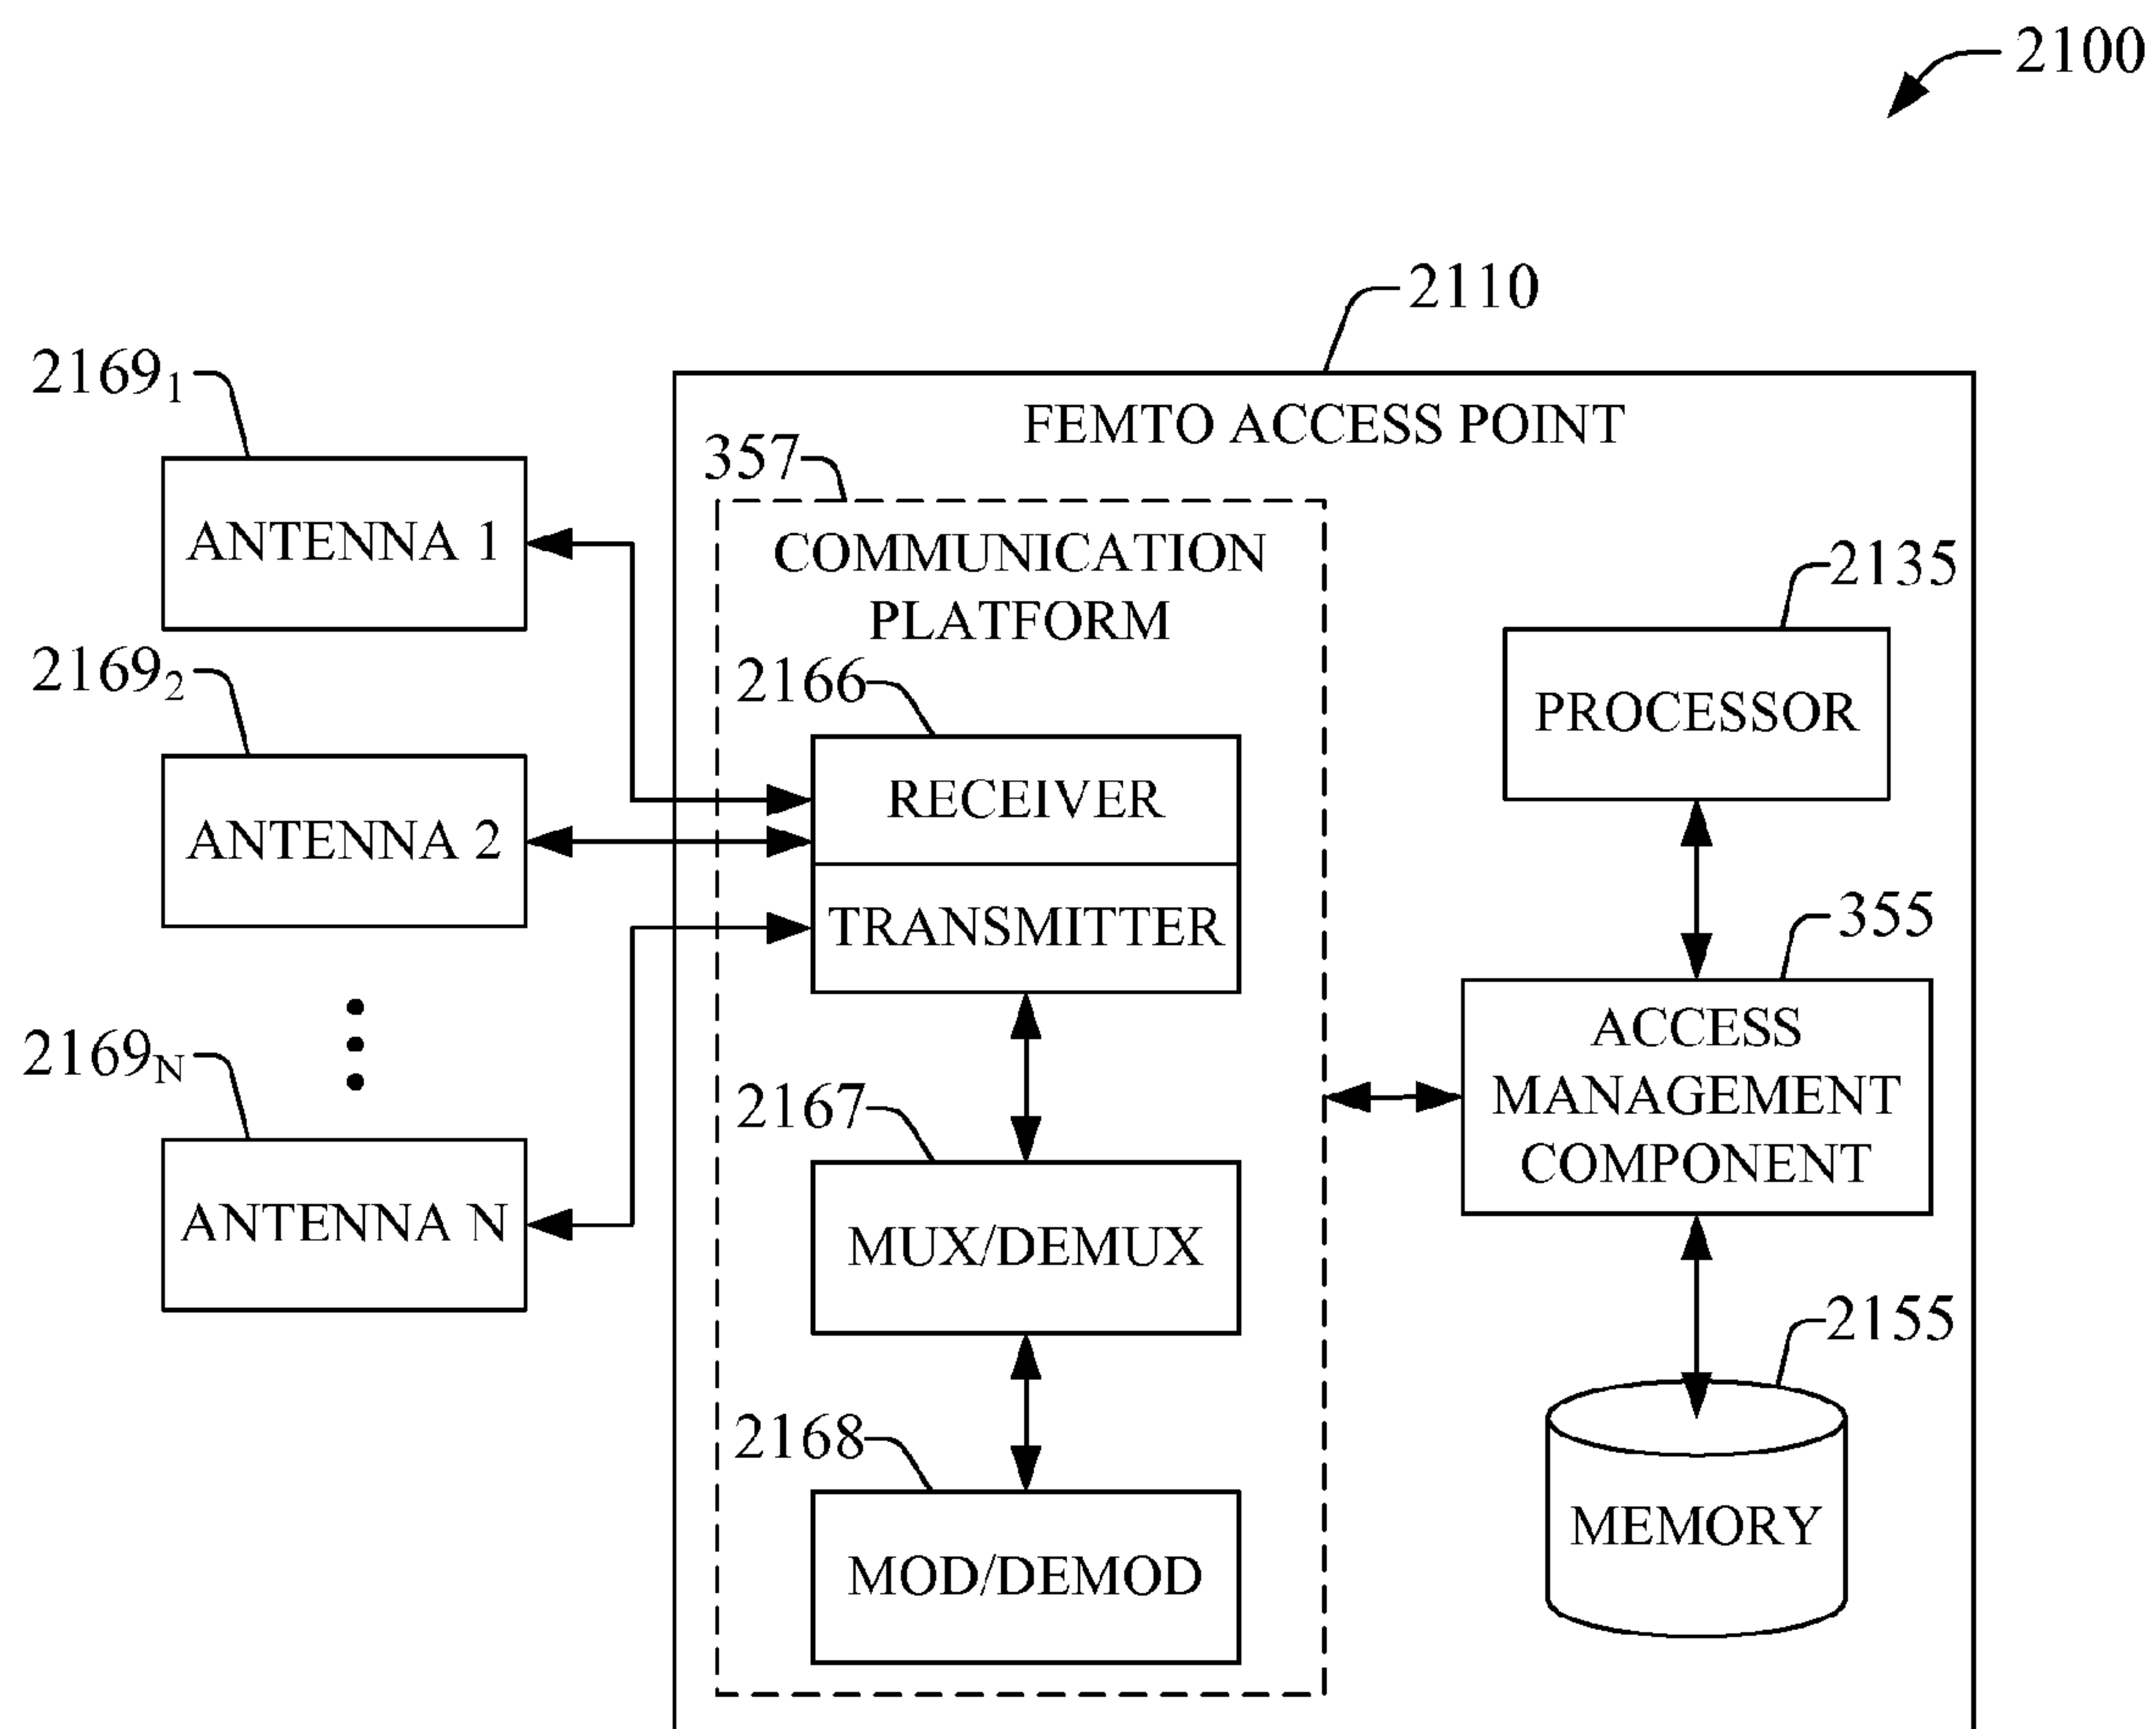 2100
2110
2169₁
FEMTO ACCESS POINT
357
ANTENNA 1
COMMUNICATION
PLATFORM
2135
2169₂
2166
PROCESSOR
RECEIVER
ANTENNA 2
355
TRANSMITTER
ACCESS
MANAGEMENT
COMPONENT
2169N
2167
ANTENNA N
MUX/DEMUX
2155
2168
MEMORY
MOD/DEMOD